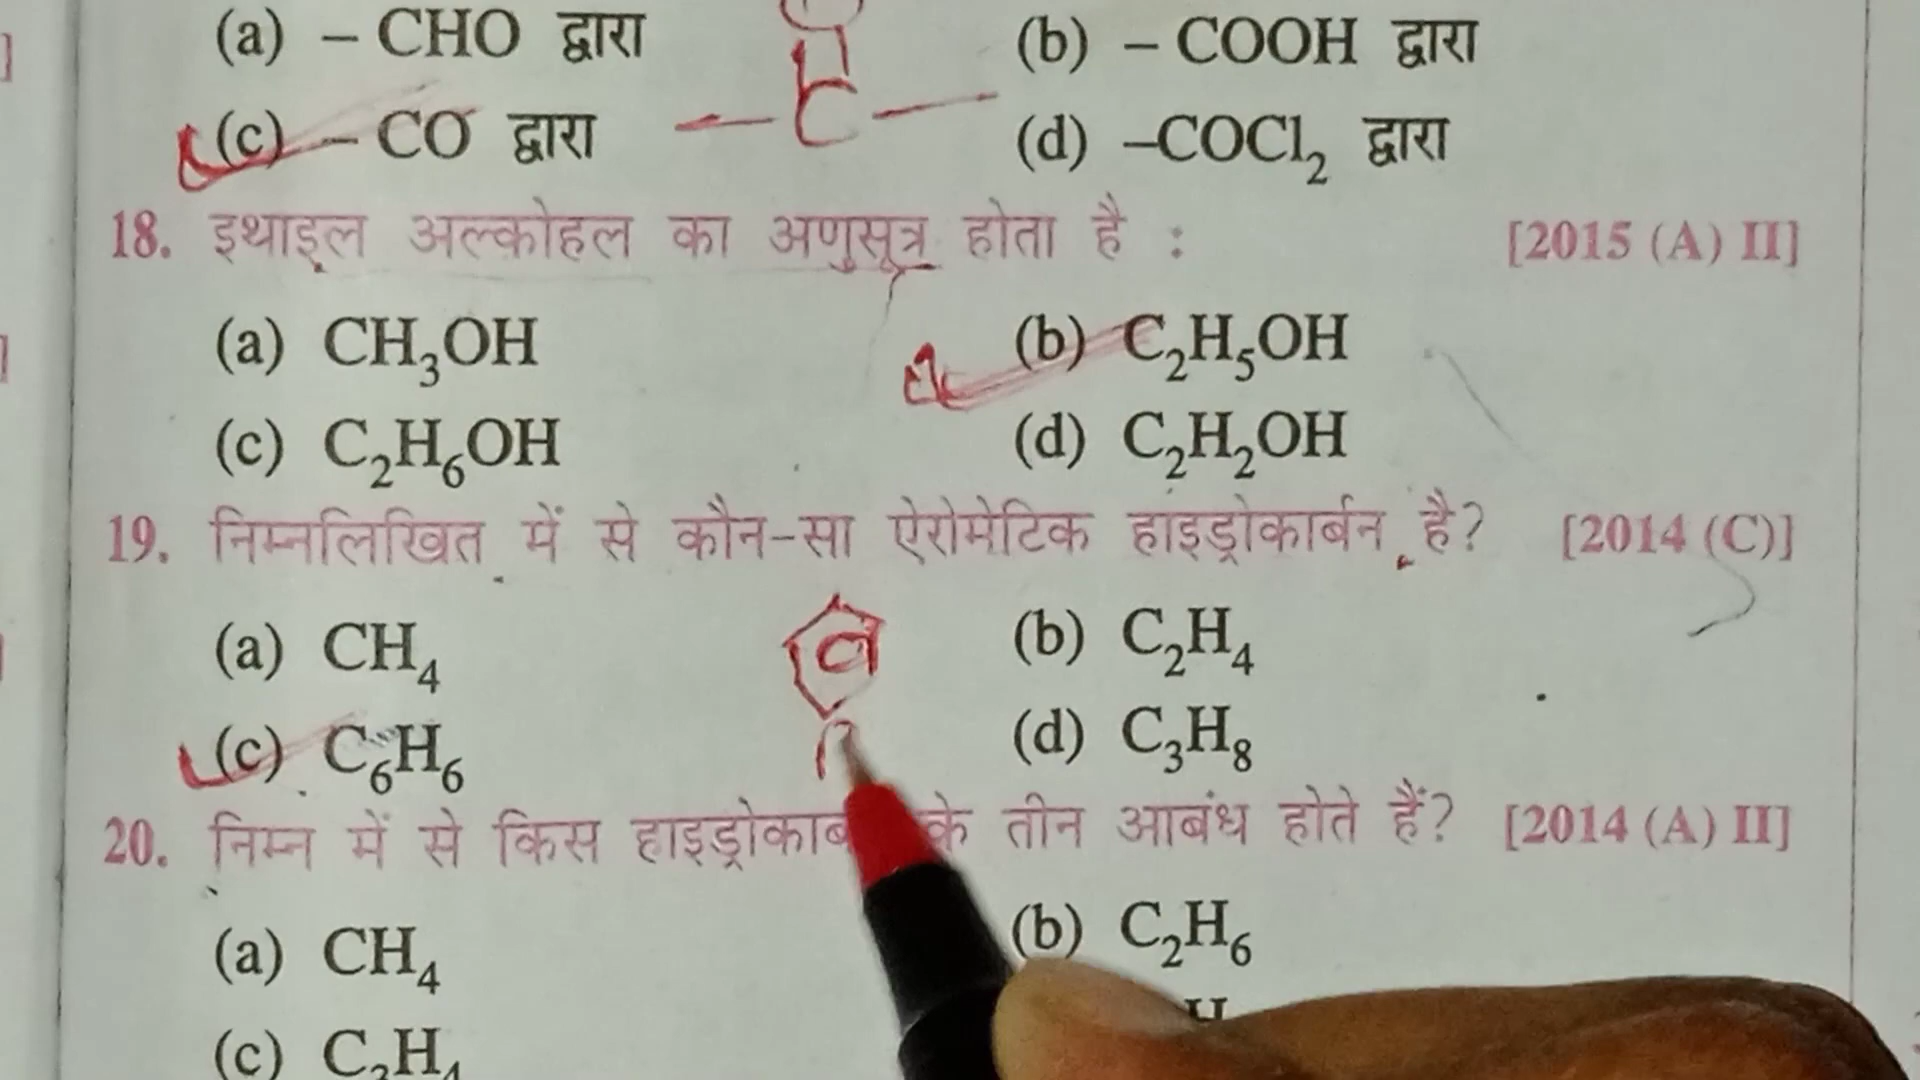 (a) – CHO द्वारा (b) – COOH द्वारा
(c) – CO द्वारा – C – (d) –COCl₂ द्वारा
18. इथाइल अल्कोहल का अणुसूत्र होता है : [2015 (A) II]
(a) CH₃OH (b) C₂H₅OH
(c) C₂H₆OH (d) C₂H₂OH
19. निम्नलिखित में से कौन-सा ऐरोमेटिक हाइड्रोकार्बन है? [2014 (C)]
(a) CH₄ (b) C₂H₄
(c) C₆H₆ (d) C₃H₈
20. निम्न में से किस के तीन आबंध होते हैं? [2014 (A) II]
(a) CH₄ (b) C₂H₆
(c)